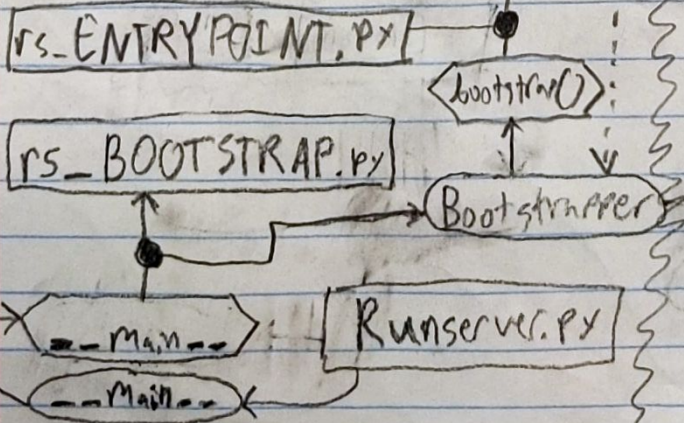 rs_ENTRYPOINT.py
bootstrap()
rs_BOOTSTRAP.py
Bootstrapper
__main__
Runserver.py
__main__